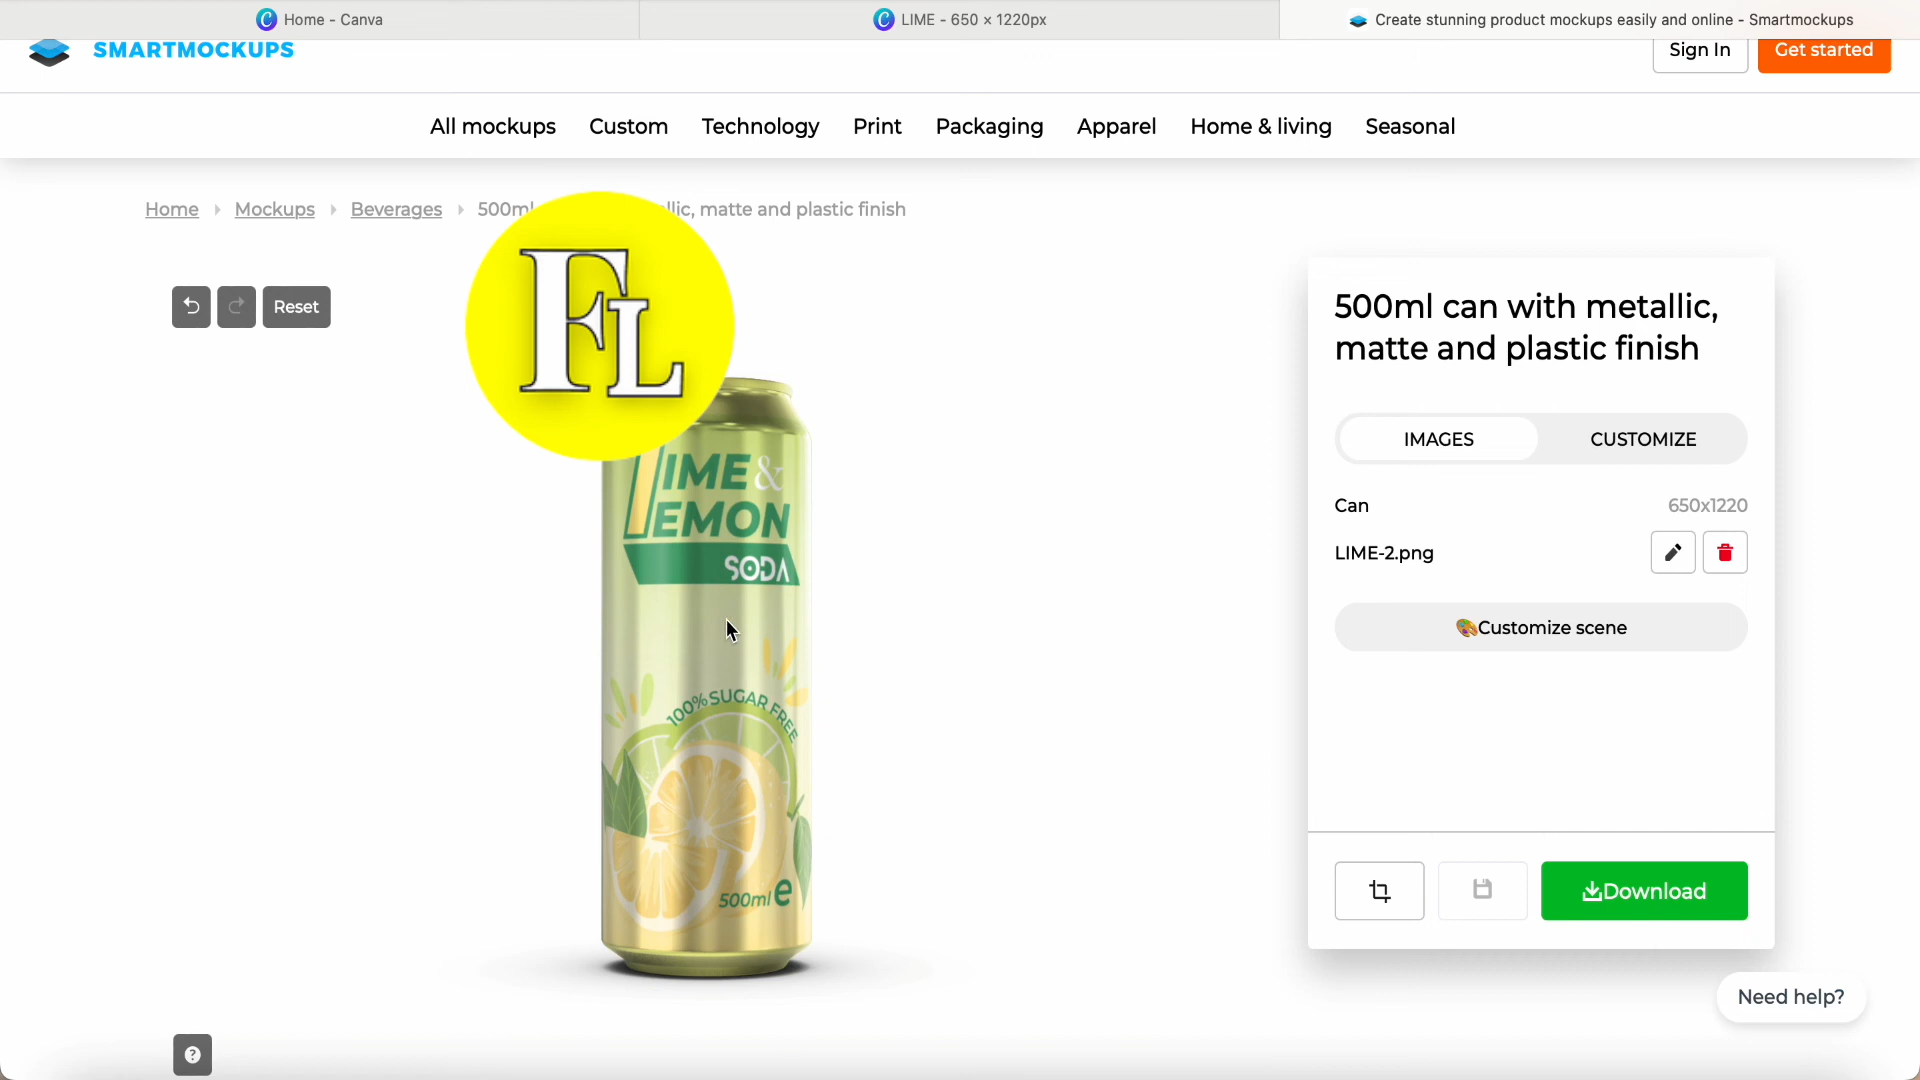 Home - Canva
LIME - 650 × 1220px
Create stunning product mockups easily and online - Smartmockups
SMARTMOCKUPS
Sign In
Get started
All mockups
Custom
Technology
Print
Packaging
Apparel
Home & living
Seasonal
Home
Mockups
Beverages
500ml
matte and plastic finish
Reset
FL
LIME &
LEMON
SODA
100% SUGAR FREE
500ml e
500ml can with metallic,
matte and plastic finish
IMAGES
CUSTOMIZE
Can
650x1220
LIME-2.png
Customize scene
Download
Need help?
?